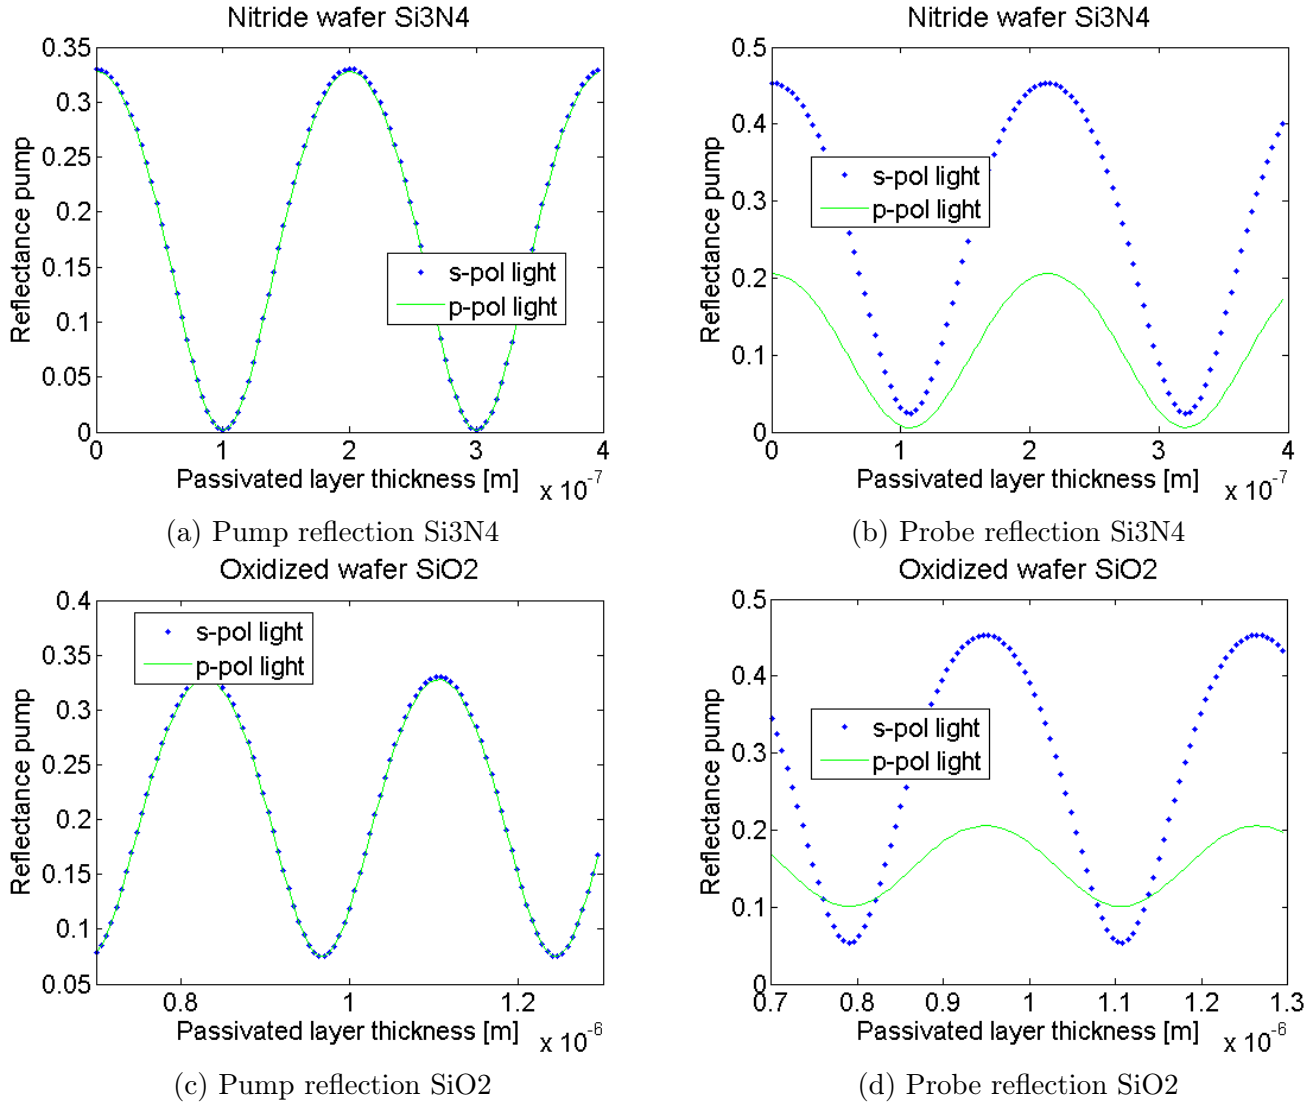 Nitride wafer Si3N4
0.35
0.3
0.25
0.2
0.15
0.1
0.05
0
Reflectance pump
s-pol light
p-pol light
0 1 2 3 4
Passivated layer thickness [m]
x 10-7
(a) Pump reflection Si3N4
Nitride wafer Si3N4
0.5
0.4
0.3
0.2
0.1
0
Reflectance pump
s-pol light
p-pol light
0 1 2 3 4
Passivated layer thickness [m]
x 10-7
(b) Probe reflection Si3N4
Oxidized wafer SiO2
0.4
0.35
0.3
0.25
0.2
0.15
0.1
0.05
Reflectance pump
s-pol light
p-pol light
0.8 1 1.2
Passivated layer thickness [m]
x 10-6
(c) Pump reflection SiO2
Oxidized wafer SiO2
0.5
0.4
0.3
0.2
0.1
0
Reflectance pump
s-pol light
p-pol light
0.7 0.8 0.9 1 1.1 1.2 1.3
Passivated layer thickness [m]
x 10-6
(d) Probe reflection SiO2